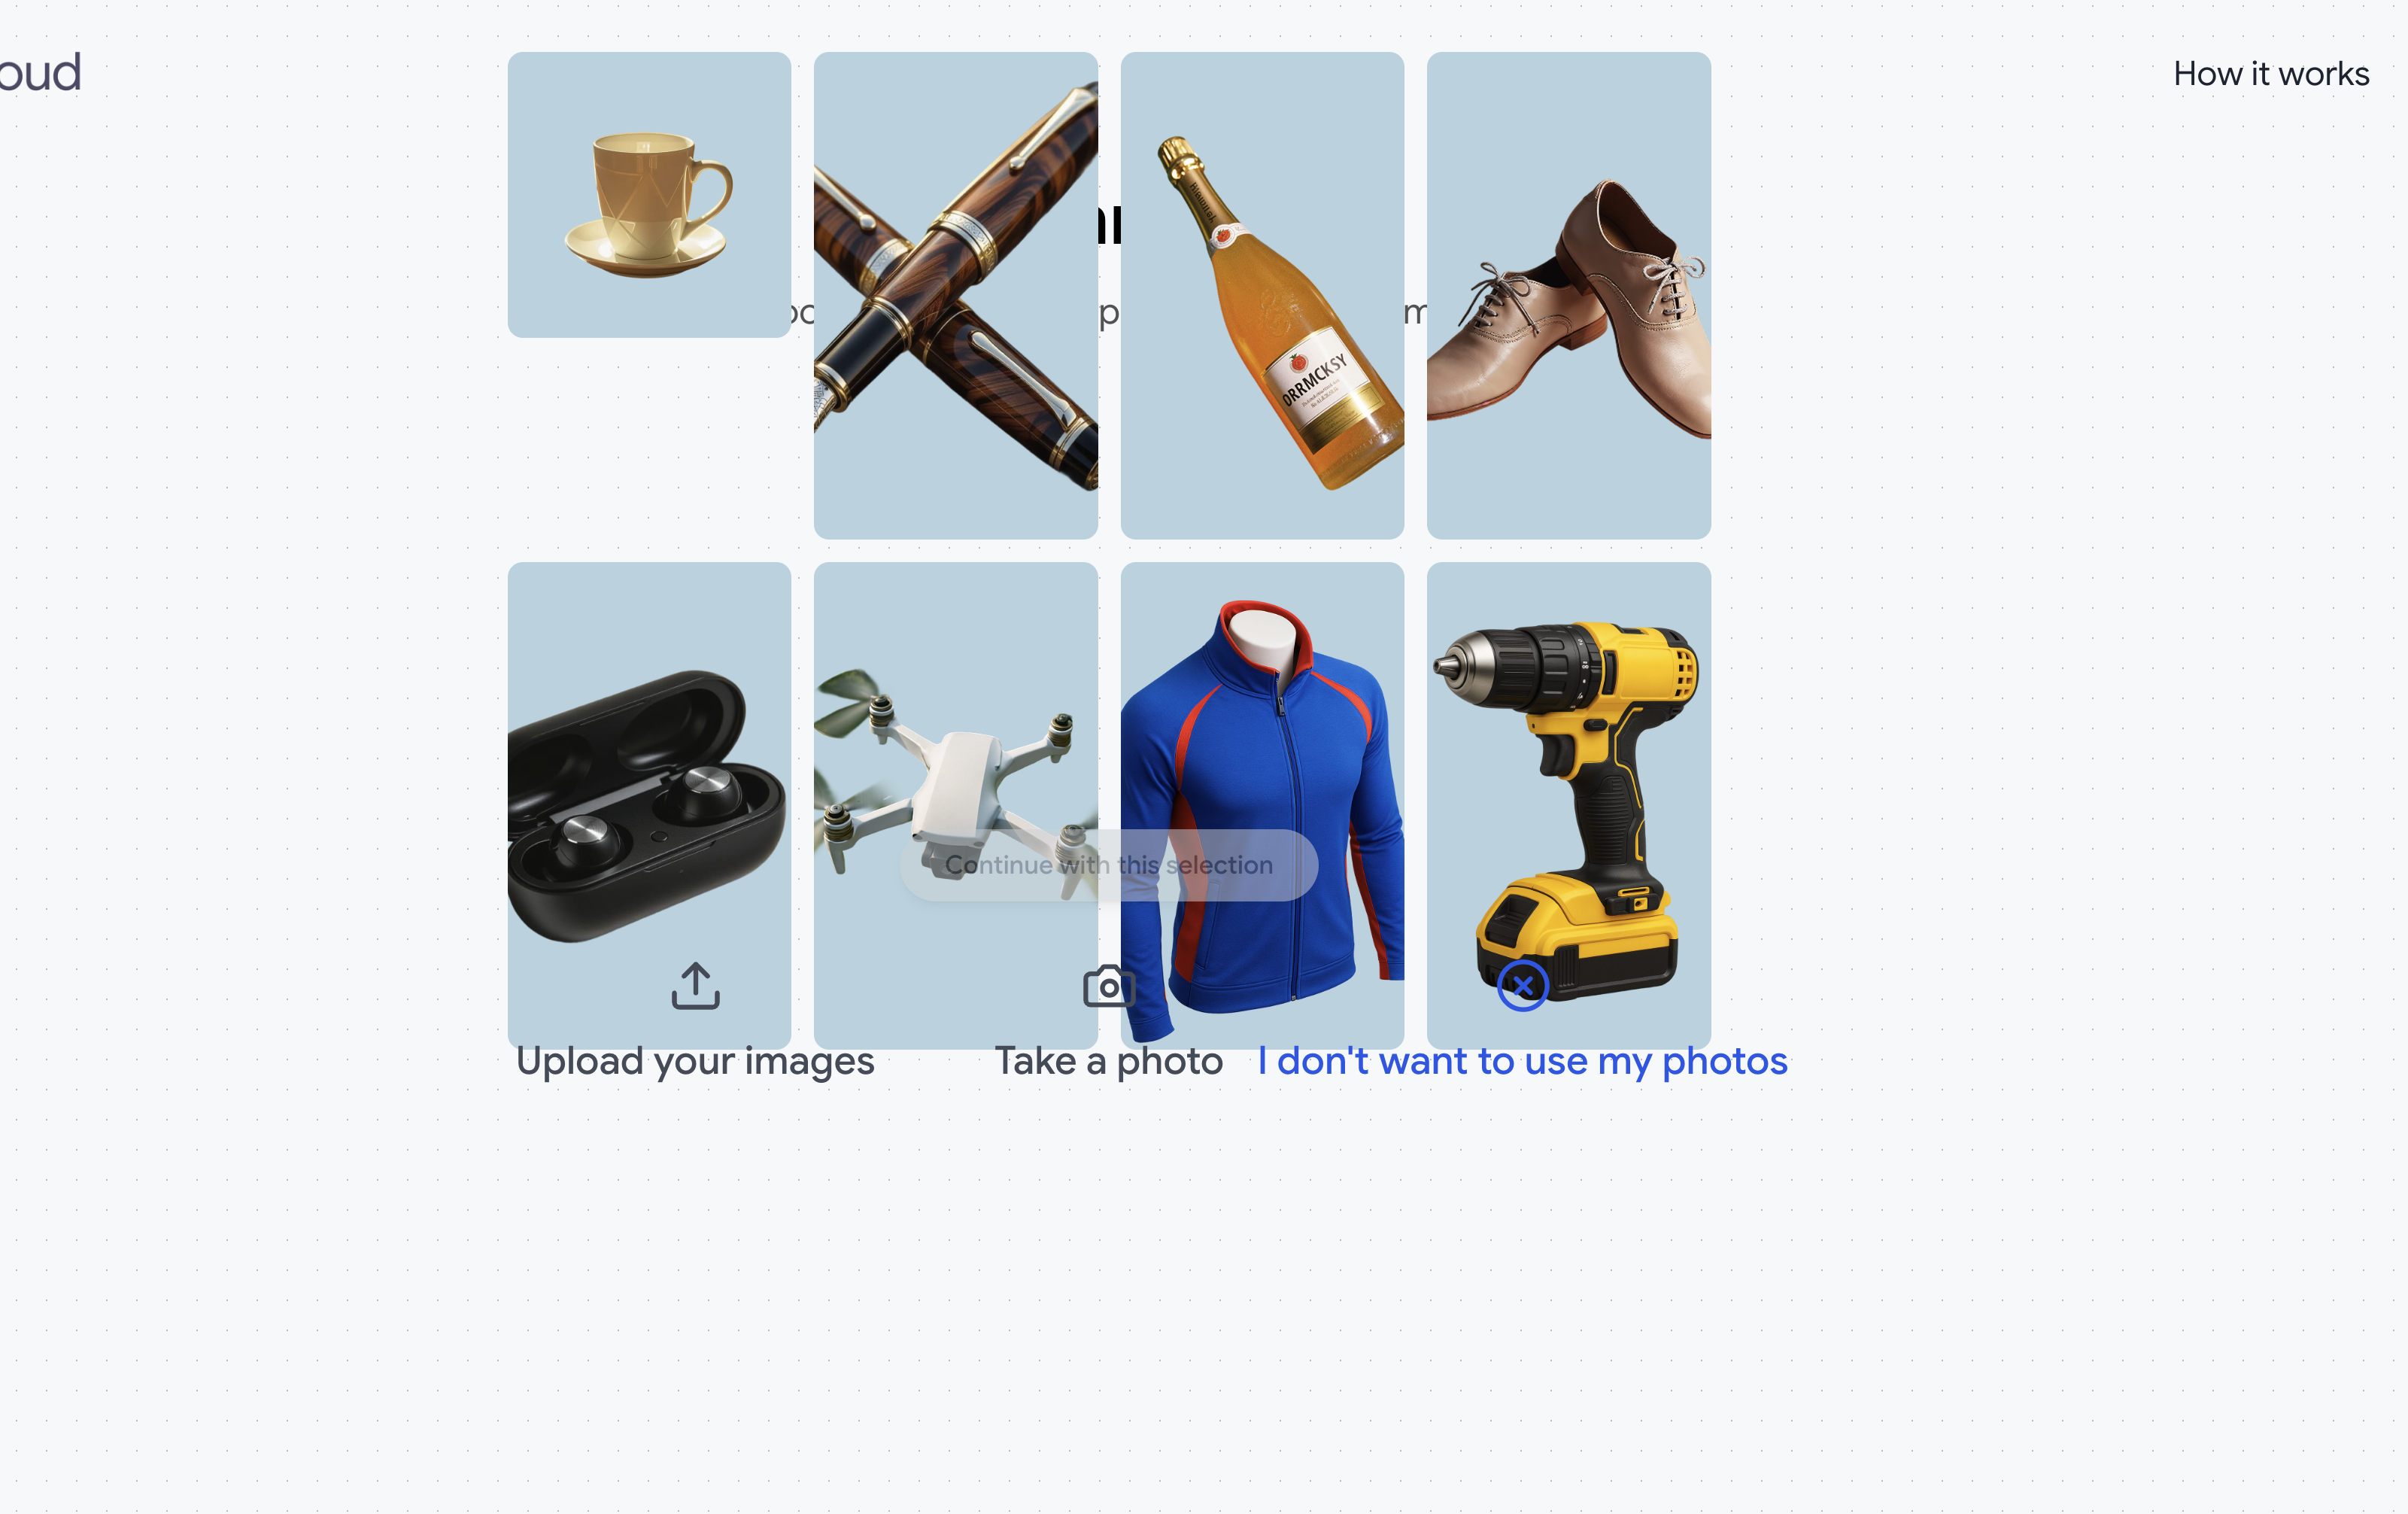 oud
How it works
ORRMCKSY
Continue with this selection
Upload your images
Take a photo
I don't want to use my photos